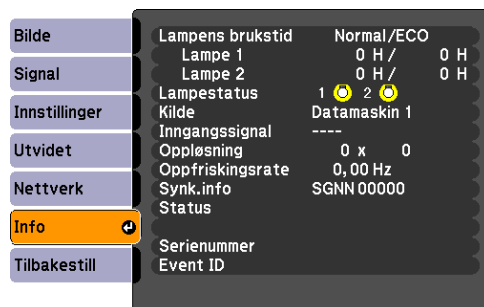 Bilde
Signal
Innstillinger
Utvidet
Nettverk
Info
Tilbakestill
Lampens brukstid Normal/ECO
Lampe 1 0 H / 0 H
Lampe 2 0 H / 0 H
Lampestatus 1 2
Kilde Datamaskin 1
Inngangssignal ----
Oppløsning 0 x 0
Oppfriskingsrate 0,00 Hz
Synk.info SGNN 00000
Status
Serienummer
Event ID